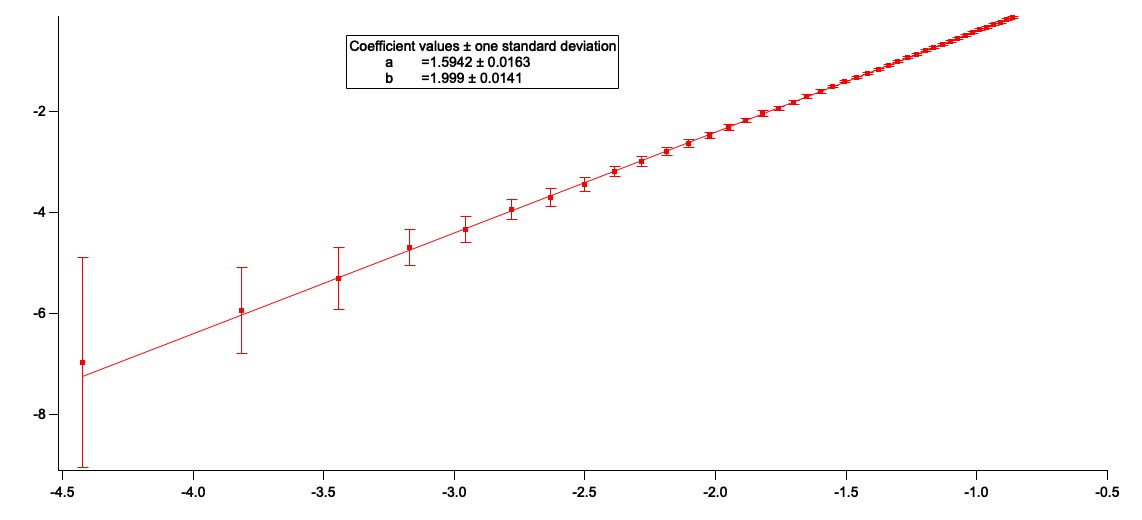 Coefficient values ± one standard deviation
a =1.5942 ± 0.0163
b =1.999 ± 0.0141
-2
-4
-6
-8
-4.5 -4.0 -3.5 -3.0 -2.5 -2.0 -1.5 -1.0 -0.5